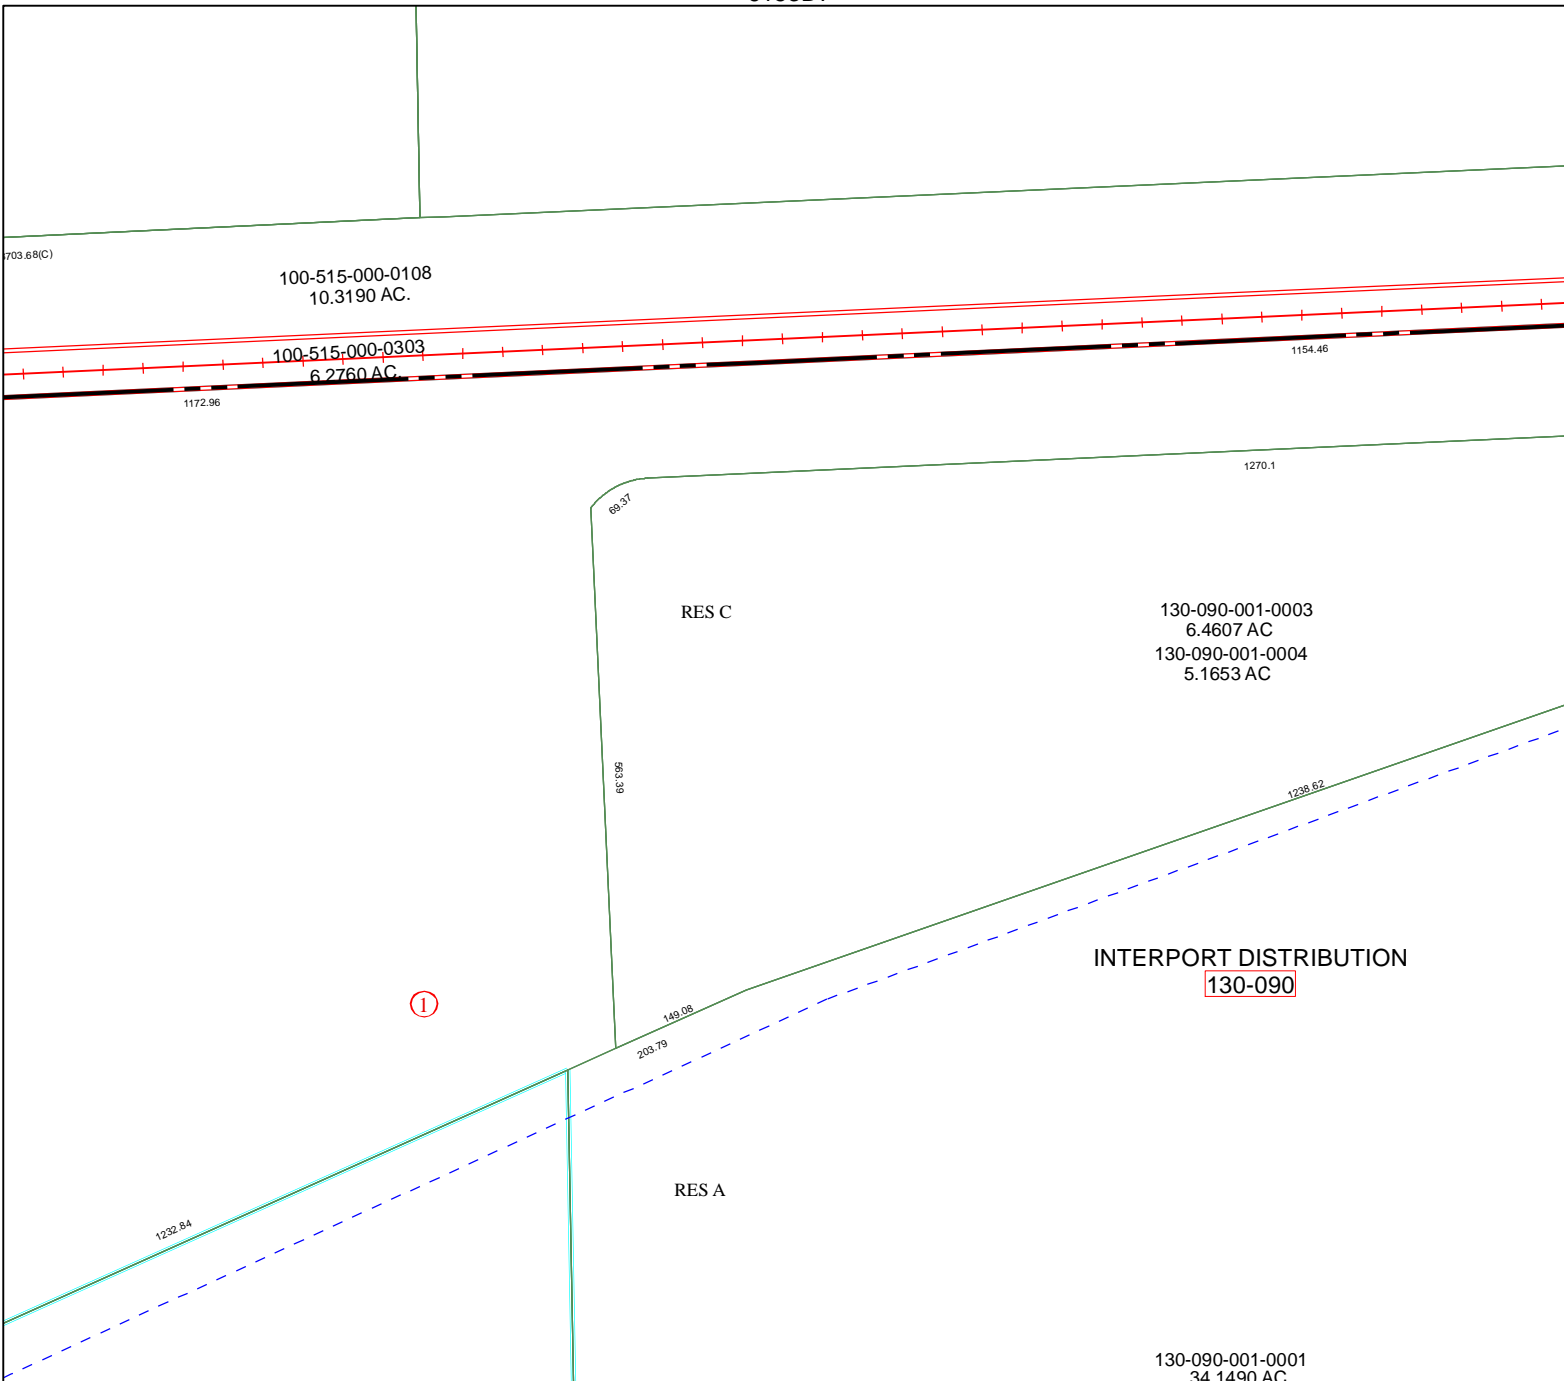 703.68(C)
100-515-000-0108
10.3190 AC.
100-515-000-0303
6.2760 AC.
1154.46
1172.96
1270.1
69.37
RES C
130-090-001-0003
6.4607 AC
130-090-001-0004
5.1653 AC
563.39
1238.62
INTERPORT DISTRIBUTION
130-090
1
149.08
203.79
RES A
1232.84
130-090-001-0001
34.1490 AC